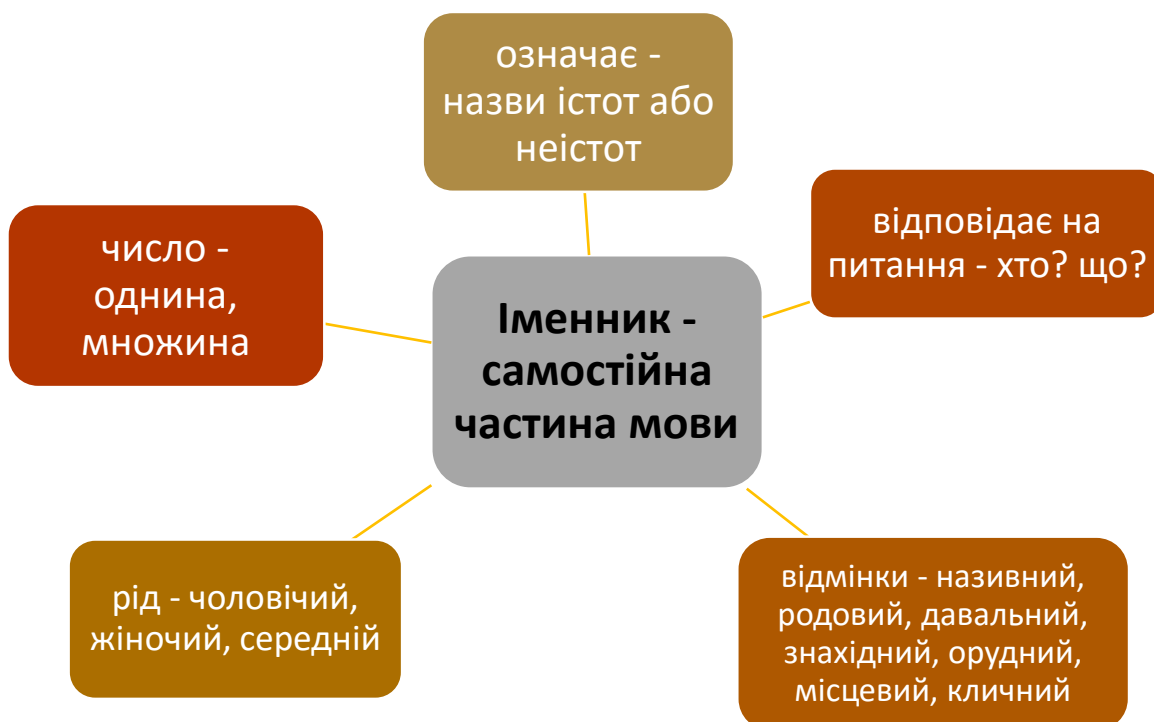 означає -
назви істот або
неістот
відповідає на
питання - хто? що?
число -
однина,
множина
Іменник -
самостійна
частина мови
рід - чоловічий,
жіночий, середній
відмінки - називний,
родовий, давальний,
знахідний, орудний,
місцевий, кличний